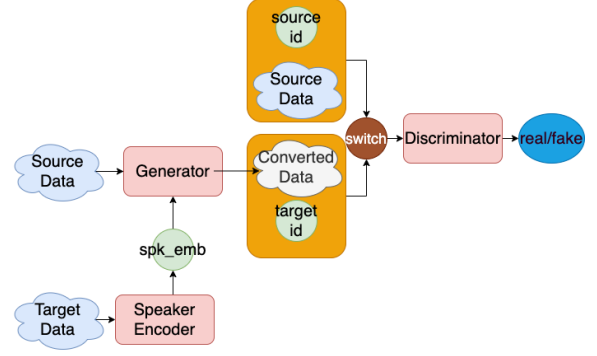 source
id
Source
Data
switch
Discriminator
real/fake
Source
Data
Generator
Converted
Data
target
id
spk_emb
Target
Data
Speaker
Encoder